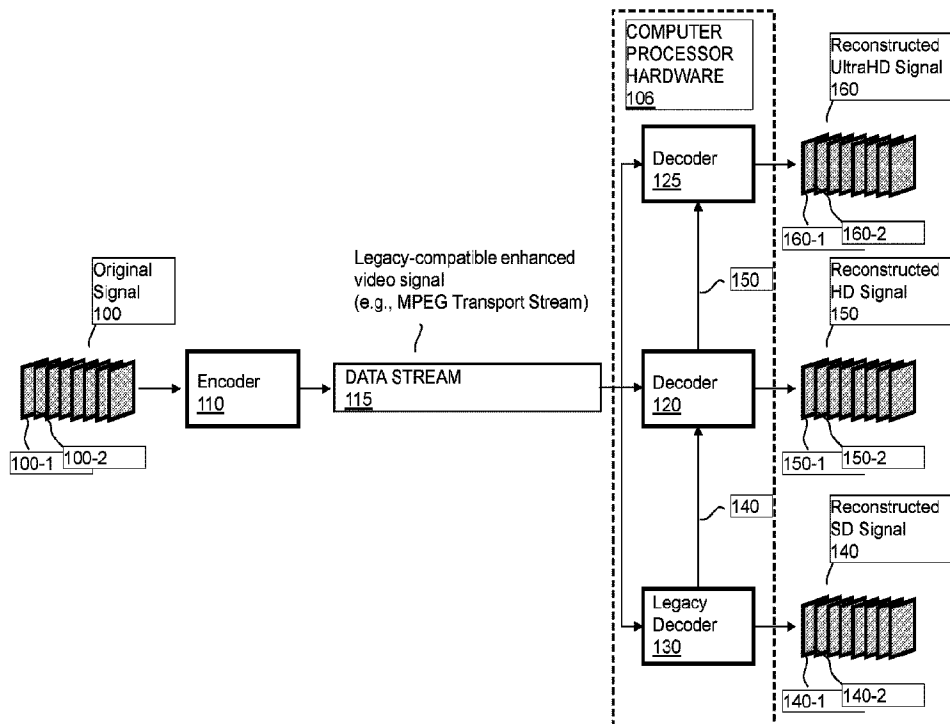 COMPUTER
PROCESSOR
HARDWARE
106
Reconstructed
UltraHD Signal
160
Decoder
125
160-1
160-2
Original
Signal
100
Legacy-compatible enhanced
video signal
(e.g., MPEG Transport Stream)
150
Reconstructed
HD Signal
150
Encoder
110
DATA STREAM
115
Decoder
120
100-1
100-2
150-1
150-2
140
Reconstructed
SD Signal
140
Legacy
Decoder
130
140-1
140-2